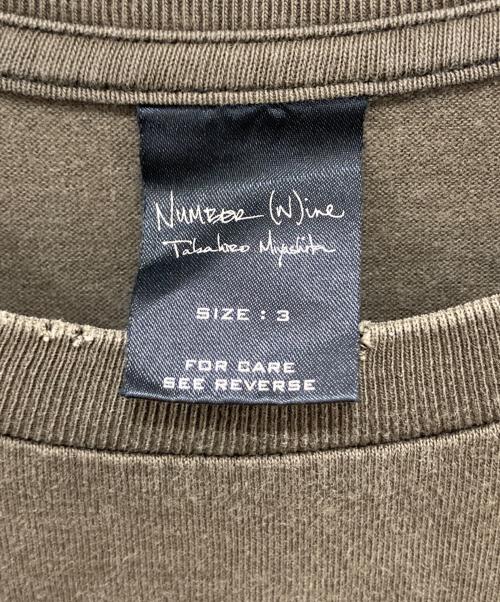 NUMBER (N)ine
Takahiro Miyashita
SIZE : 3
FOR CARE
SEE REVERSE